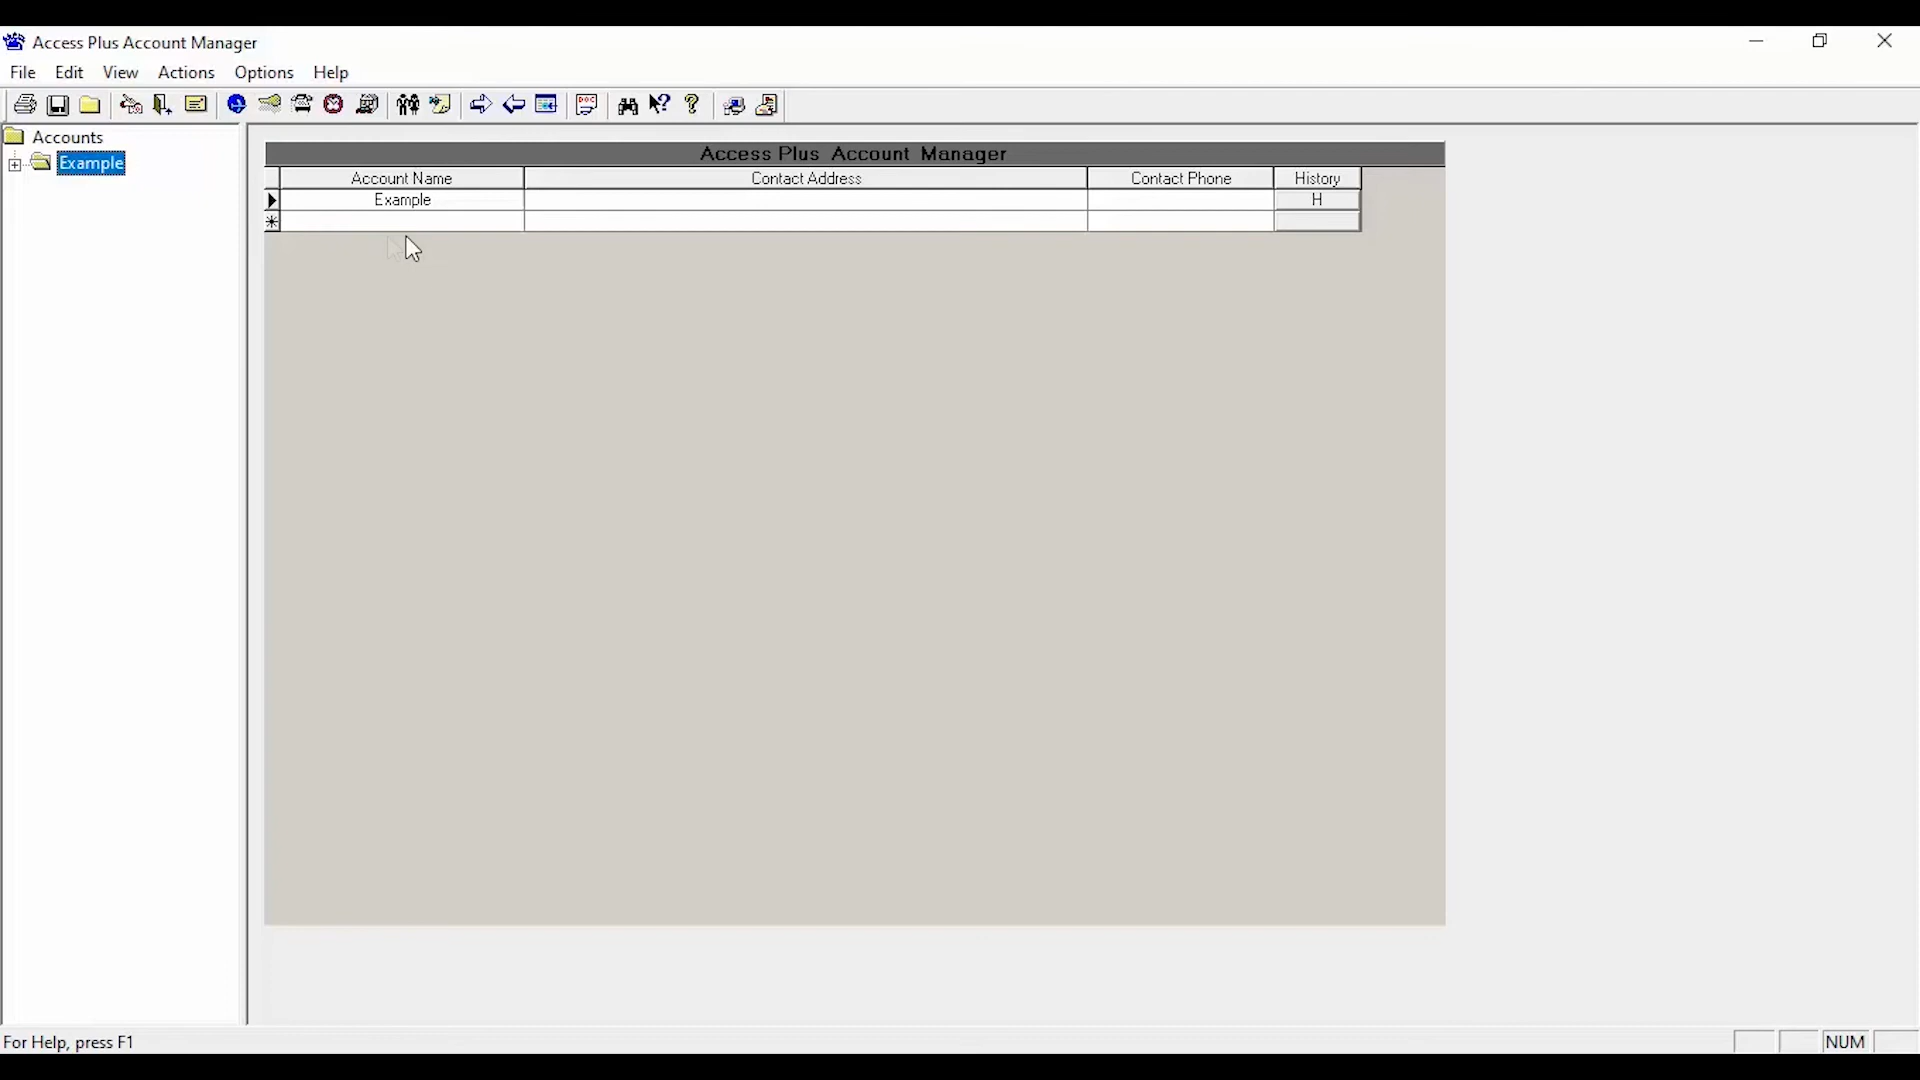 Access Plus Account Manager
File Edit View Actions Options Help
Accounts
Example
Access Plus Account Manager
Account Name Contact Address Contact Phone History
Example H
For Help, press F1
NUM